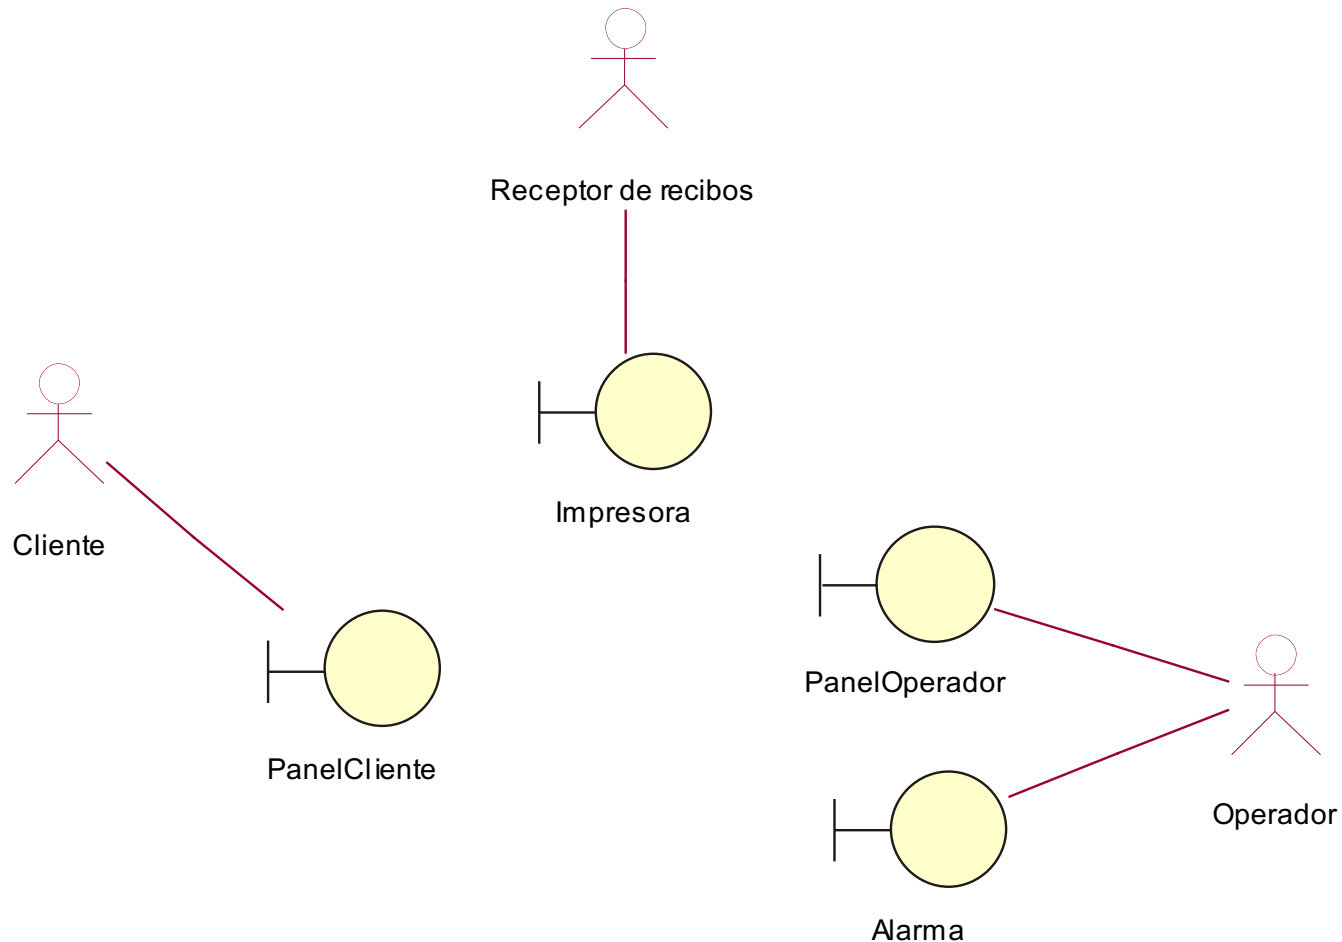 Receptor de recibos
Impresora
Cliente
PanelCliente
PanelOperador
Operador
Alarma